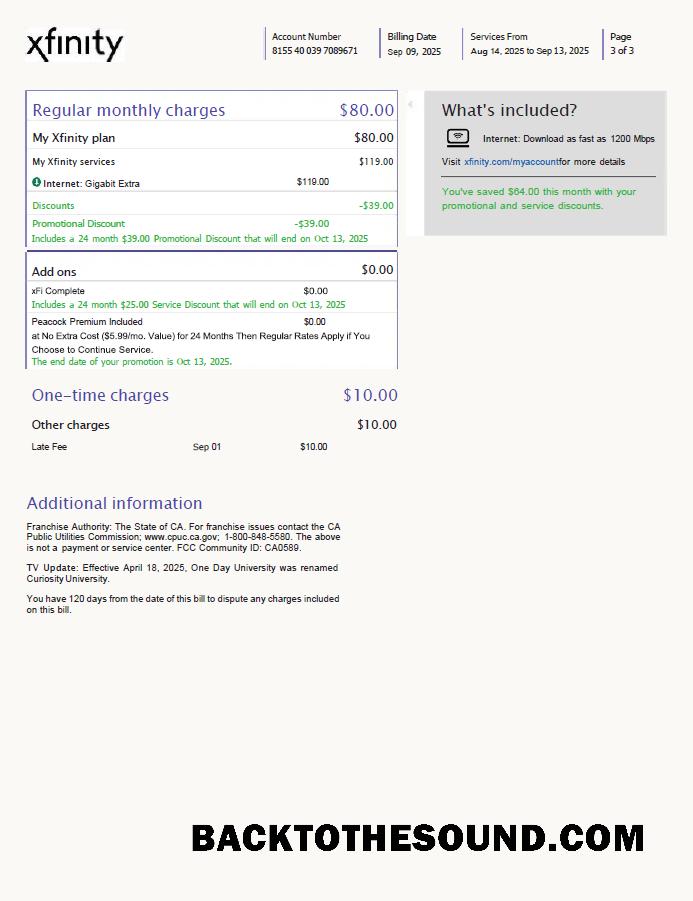 xfinity
Account Number
8155 40 039 7089671
Billing Date
Sep 09, 2025
Services From
Aug 14, 2025 to Sep 13, 2025
Page
3 of 3
Regular monthly charges $80.00
My Xfinity plan $80.00
My Xfinity services $119.00
Internet: Gigabit Extra $119.00
Discounts -$39.00
Promotional Discount -$39.00
Includes a 24 month $39.00 Promotional Discount that will end on Oct 13, 2025
Add ons $0.00
xFi Complete $0.00
Includes a 24 month $25.00 Service Discount that will end on Oct 13, 2025
Peacock Premium Included $0.00
at No Extra Cost ($5.99/mo. Value) for 24 Months Then Regular Rates Apply if You
Choose to Continue Service.
The end date of your promotion is Oct 13, 2025.
What's included?
Internet: Download as fast as 1200 Mbps
Visit xfinity.com/myaccountfor more details
You've saved $64.00 this month with your
promotional and service discounts.
One-time charges $10.00
Other charges $10.00
Late Fee Sep 01 $10.00
Additional information
Franchise Authority: The State of CA. For franchise issues contact the CA
Public Utilities Commission; www.cpuc.ca.gov; 1-800-848-5580. The above
is not a payment or service center. FCC Community ID: CA0589.
TV Update: Effective April 18, 2025, One Day University was renamed
Curiosity University.
You have 120 days from the date of this bill to dispute any charges included
on this bill.
BACKTOTHESOUND.COM